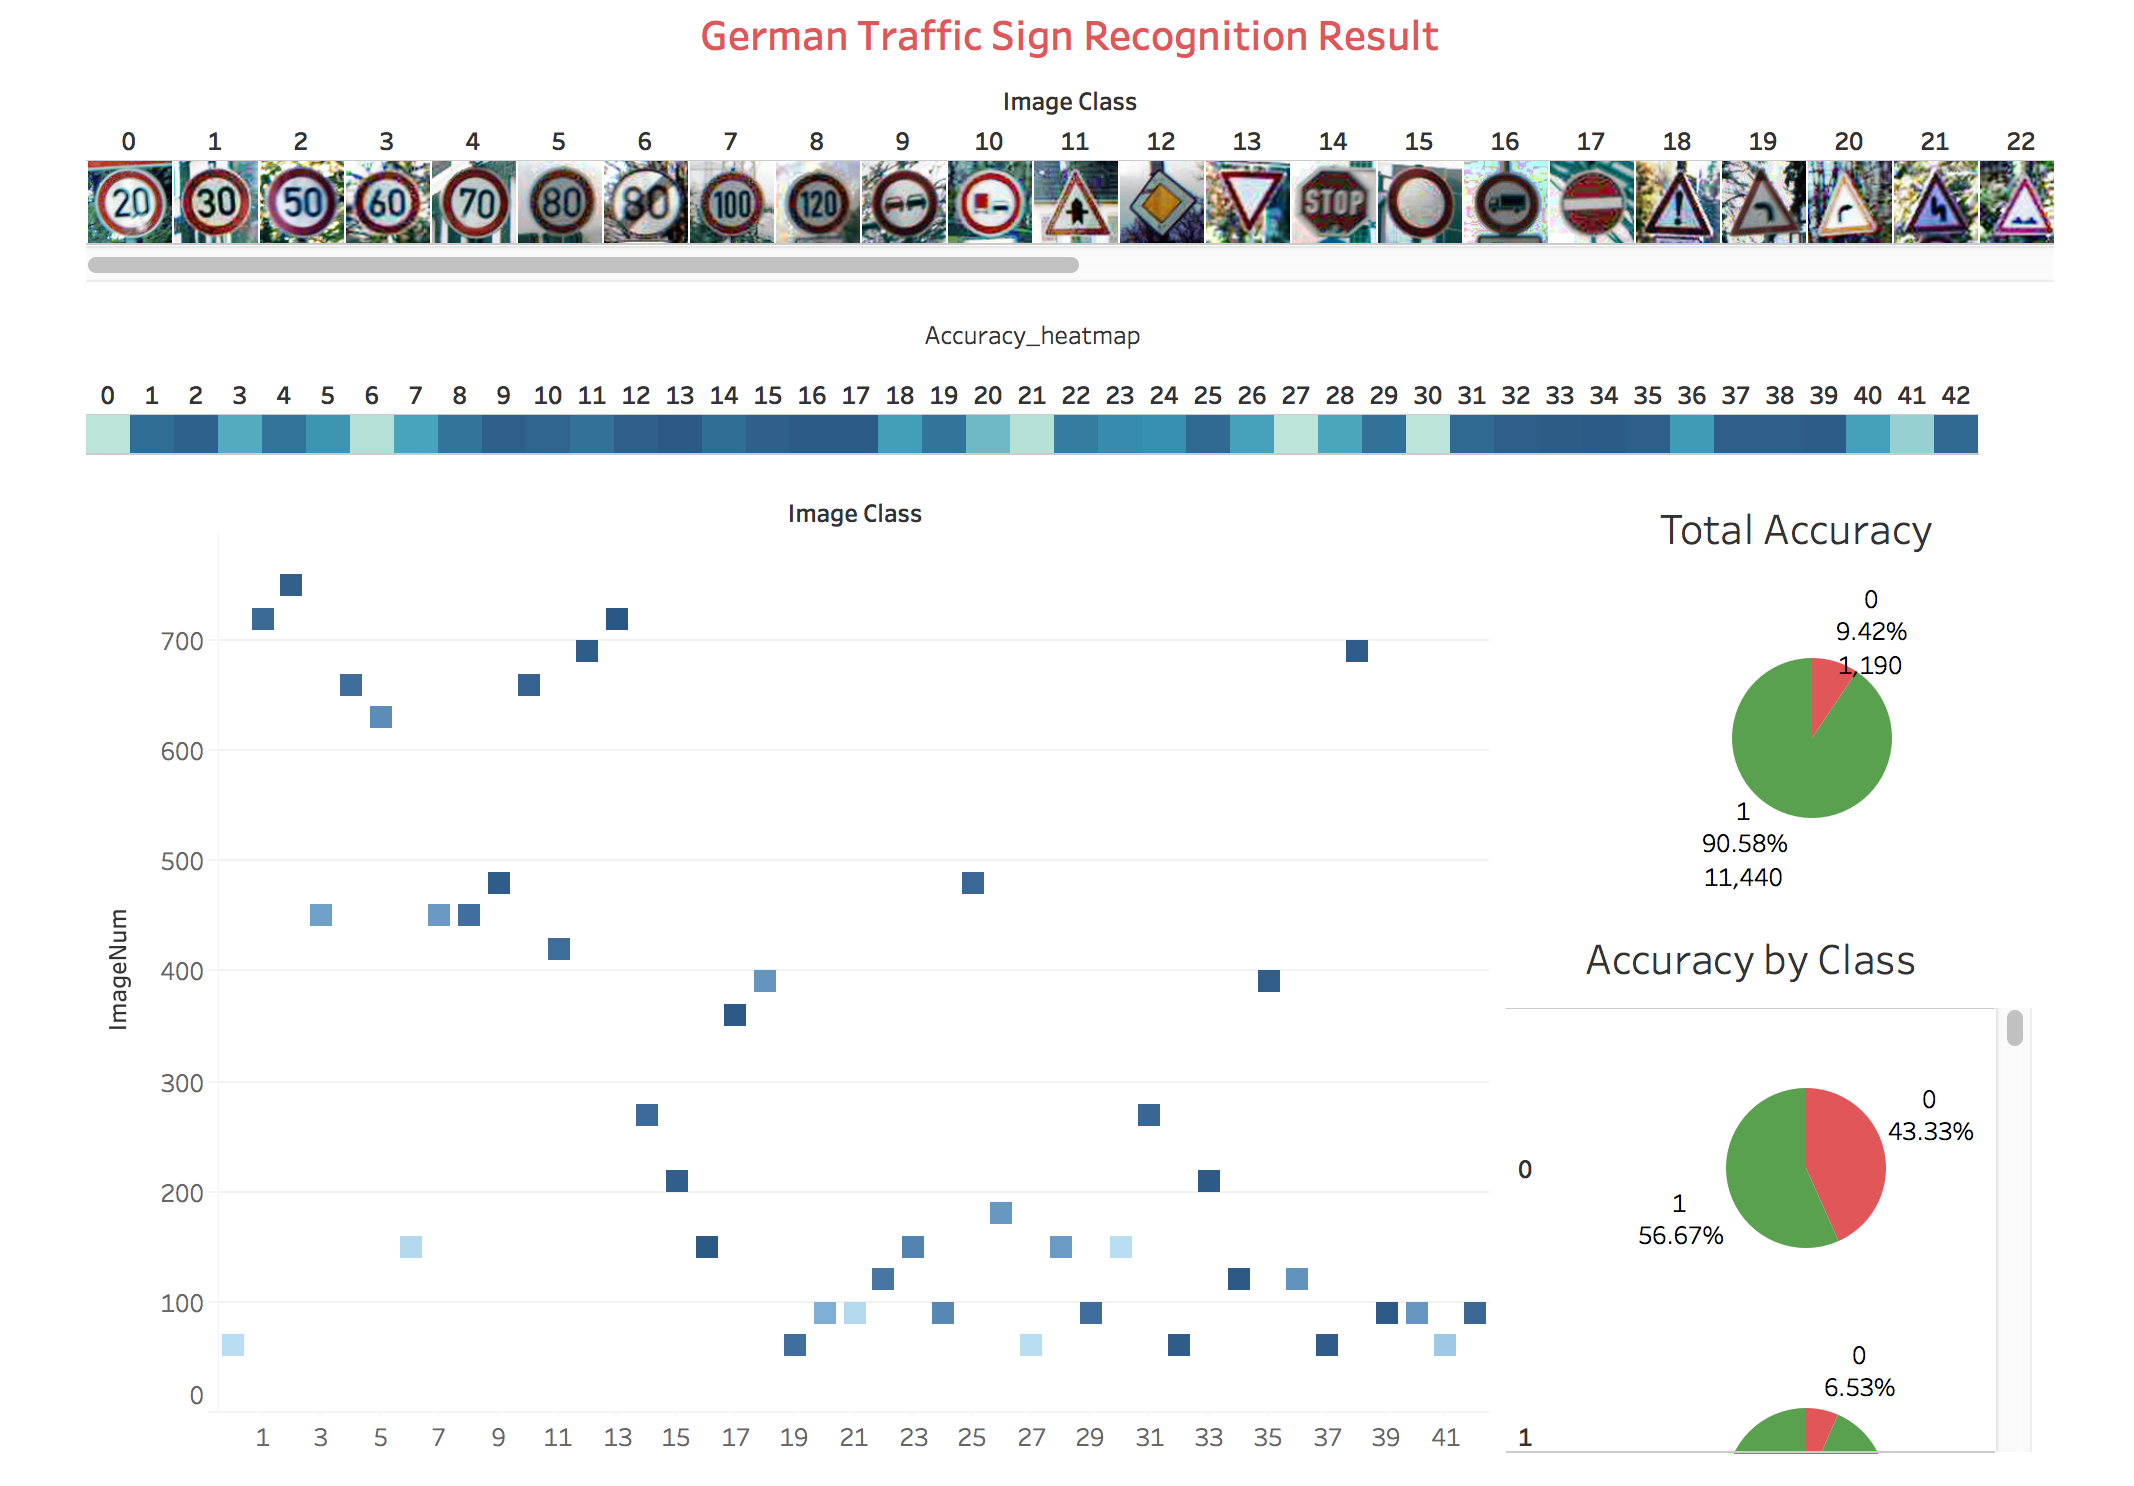 German Traffic Sign Recognition Result
Image Class
0 1 2 3 4 5 6 7 8 9 10 11 12 13 14 15 16 17 18 19 20 21 22
20 30 50 60 70 80 80 100 120 STOP
Accuracy_heatmap
0 1 2 3 4 5 6 7 8 9 10 11 12 13 14 15 16 17 18 19 20 21 22 23 24 25 26 27 28 29 30 31 32 33 34 35 36 37 38 39 40 41 42
Image Class
ImageNum
700
600
500
400
300
200
100
0
1 3 5 7 9 11 13 15 17 19 21 23 25 27 29 31 33 35 37 39 41
Total Accuracy
0
9.42%
1,190
1
90.58%
11,440
Accuracy by Class
0
0
43.33%
1
56.67%
1
0
6.53%